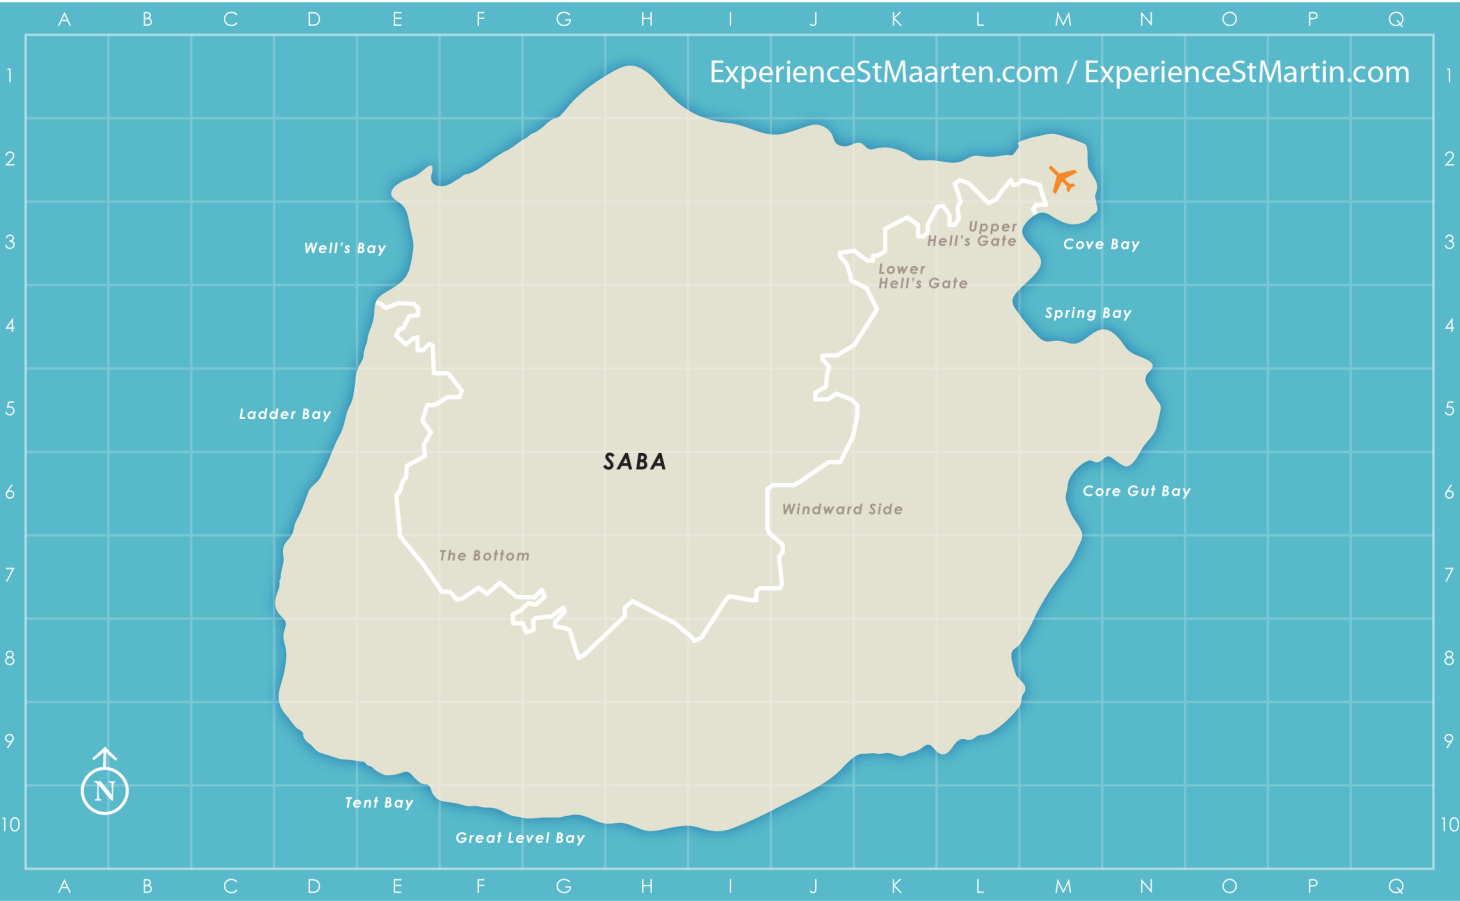 A B C D E F G H I J K L M N O P Q
1 ExperienceStMaarten.com / ExperienceStMartin.com 1
2 2
Upper
Hell's Gate
3 Well's Bay Cove Bay 3
Lower
Hell's Gate
Spring Bay
4 4
5 Ladder Bay 5
SABA
6 Core Gut Bay 6
Windward Side
The Bottom
7 7
8 8
9 9
N
Tent Bay
10 10
Great Level Bay
A B C D E F G H I J K L M N O P Q